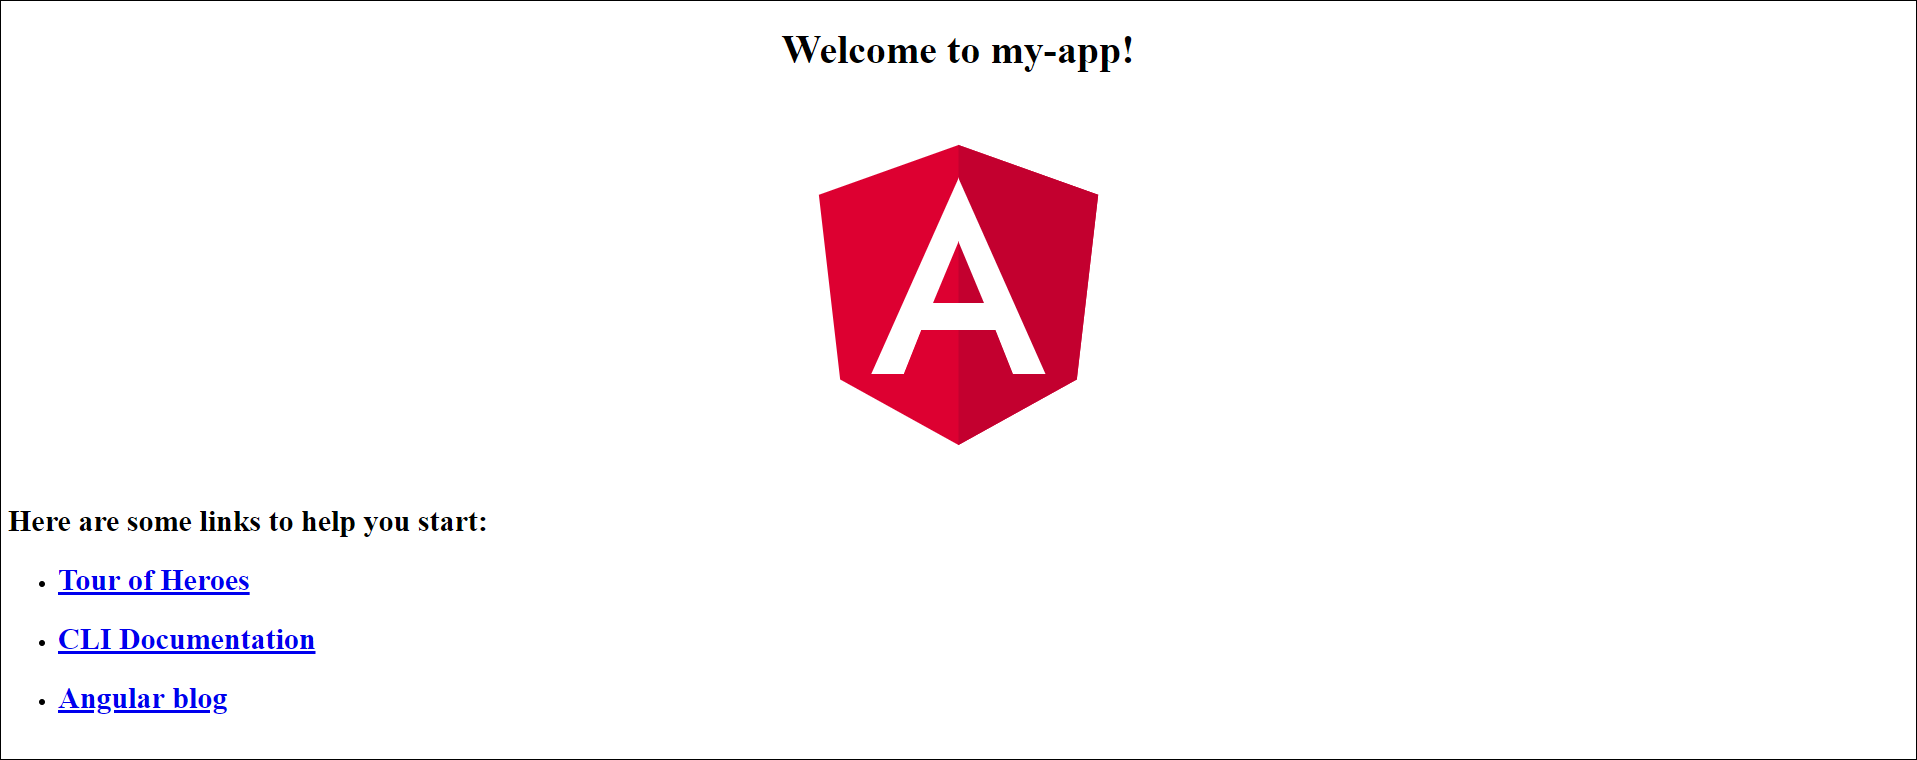 Welcome to my-app!
A
Here are some links to help you start:
Tour of Heroes
CLI Documentation
Angular blog